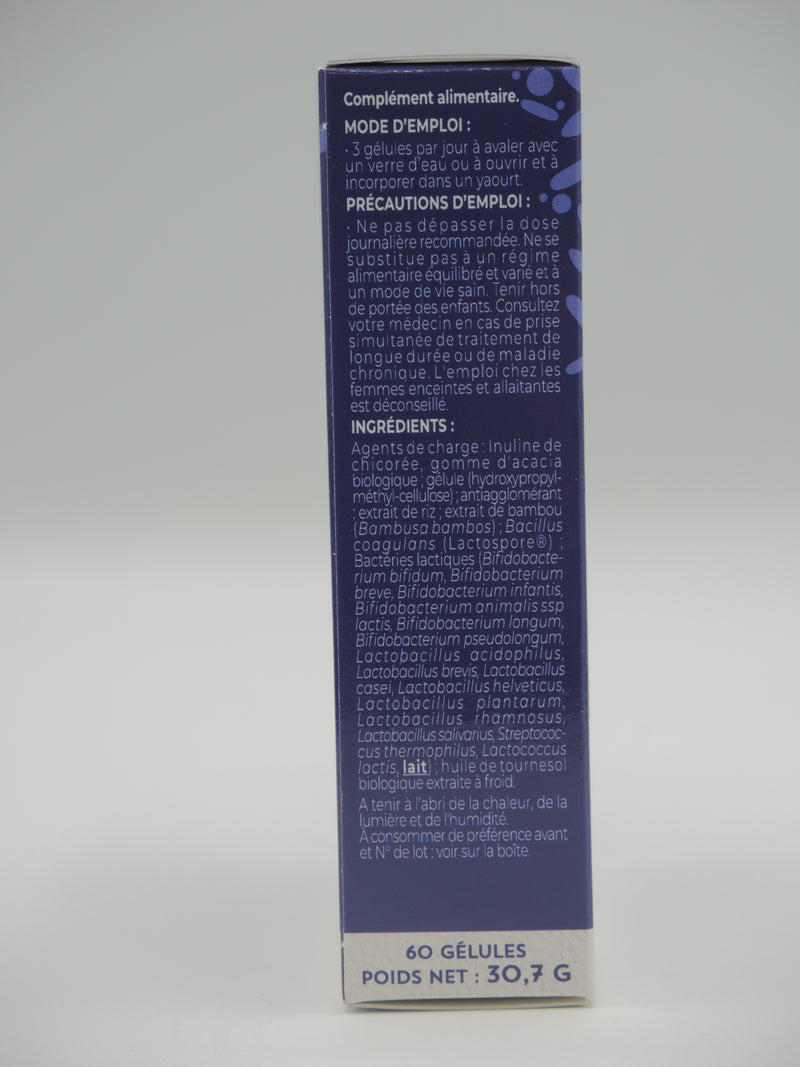 Complément alimentaire.
MODE D'EMPLOI :
· 3 gélules par jour à avaler avec
un verre d'eau ou à ouvrir et à
incorporer dans un yaourt.
PRÉCAUTIONS D'EMPLOI :
· Ne pas dépasser la dose
journalière recommandée. Ne se
substitue pas à un régime
alimentaire équilibré et varié et à
un mode de vie sain. Tenir hors
de portée des enfants. Consultez
votre médecin en cas de prise
simultanée de traitement de
longue durée ou de maladie
chronique. L'emploi chez les
femmes enceintes et allaitantes
est déconseillé.
INGRÉDIENTS :
Agents de charge : Inuline de
chicorée, gomme d'acacia
biologique ; gélule (hydroxypropyl-
méthyl-cellulose) ; antiagglomérant
: extrait de riz ; extrait de bambou
(Bambusa bambos) ; Bacillus
coagulans (Lactospore®) ;
Bactéries lactiques (Bifidobacte-
rium bifidum, Bifidobacterium
breve, Bifidobacterium infantis,
Bifidobacterium animalis ssp
lactis, Bifidobacterium longum,
Bifidobacterium pseudolongum,
Lactobacillus acidophilus,
Lactobacillus brevis, Lactobacillus
casei, Lactobacillus helveticus,
Lactobacillus plantarum,
Lactobacillus rhamnosus,
Lactobacillus salivarius, Streptococ-
cus thermophilus, Lactococcus
lactis, lait) ; huile de tournesol
biologique extraite à froid.
A tenir à l'abri de la chaleur, de la
lumière et de l'humidité.
A consommer de préférence avant
et N° de lot : voir sur la boîte.
60 GÉLULES
POIDS NET : 30,7 G